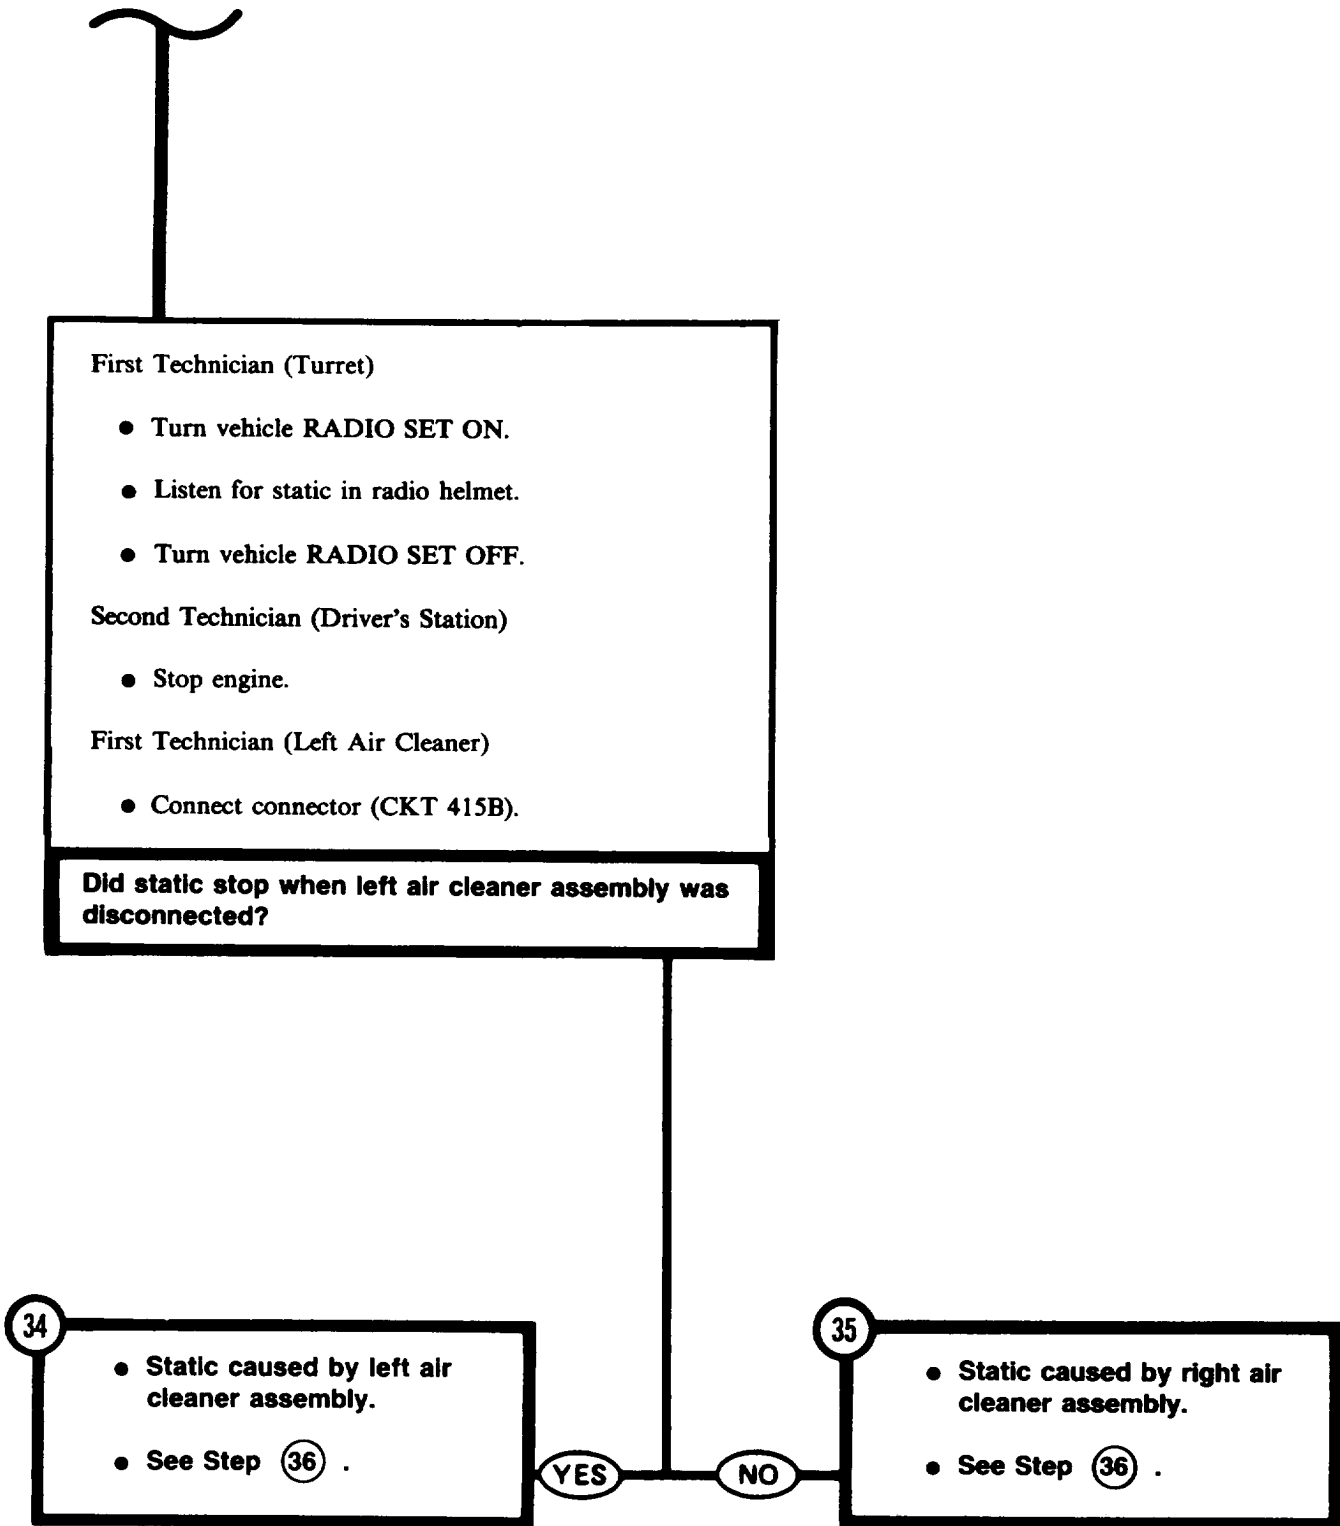 First Technician (Turret)
● Turn vehicle RADIO SET ON.
● Listen for static in radio helmet.
● Turn vehicle RADIO SET OFF.
Second Technician (Driver's Station)
● Stop engine.
First Technician (Left Air Cleaner)
● Connect connector (CKT 415B).
Did static stop when left air cleaner assembly was
disconnected?
34
● Static caused by left air
cleaner assembly.
● See Step 36 .
YES
NO
35
● Static caused by right air
cleaner assembly.
● See Step 36 .